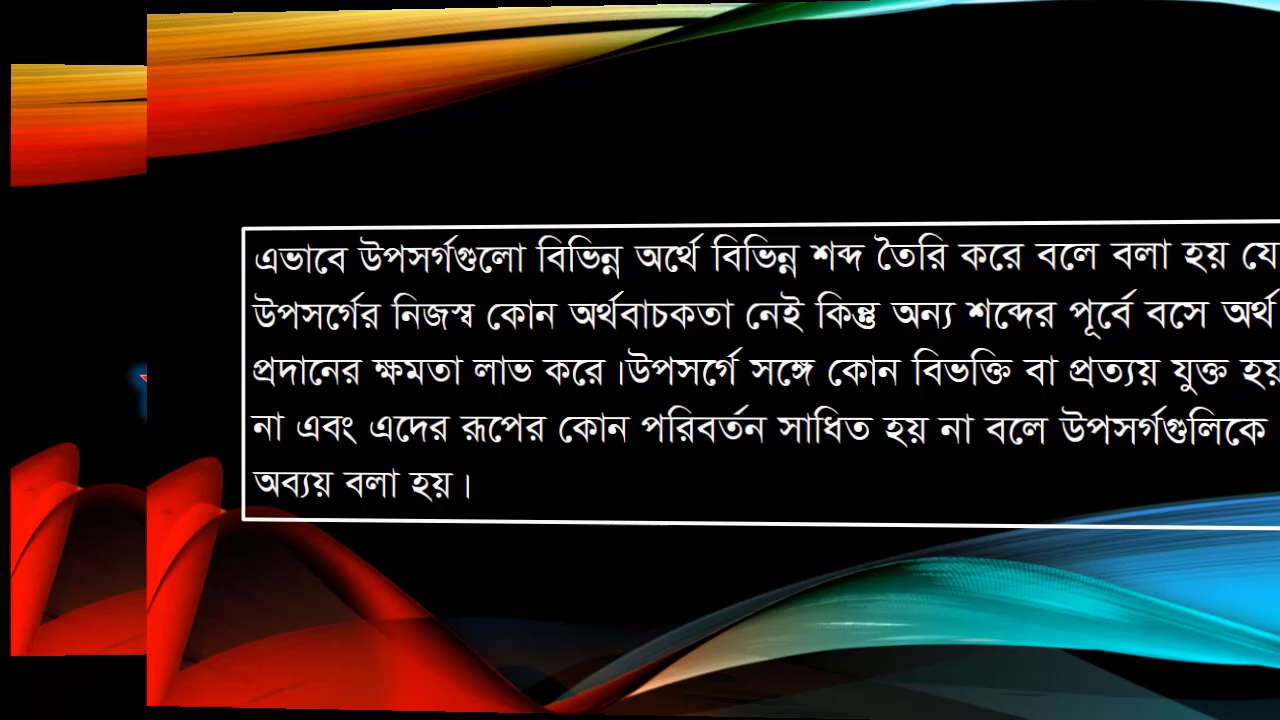 এভাবে উপসর্গগুলো বিভিন্ন অর্থে বিভিন্ন শব্দ তৈরি করে বলে বলা হয় যে
উপসর্গের নিজস্ব কোন অর্থবাচকতা নেই কিন্তু অন্য শব্দের পূর্বে বসে অর্থ
প্রদানের ক্ষমতা লাভ করে।উপসর্গে সঙ্গে কোন বিভক্তি বা প্রত্যয় যুক্ত হয়
না এবং এদের রূপের কোন পরিবর্তন সাধিত হয় না বলে উপসর্গগুলিকে
অব্যয় বলা হয়।